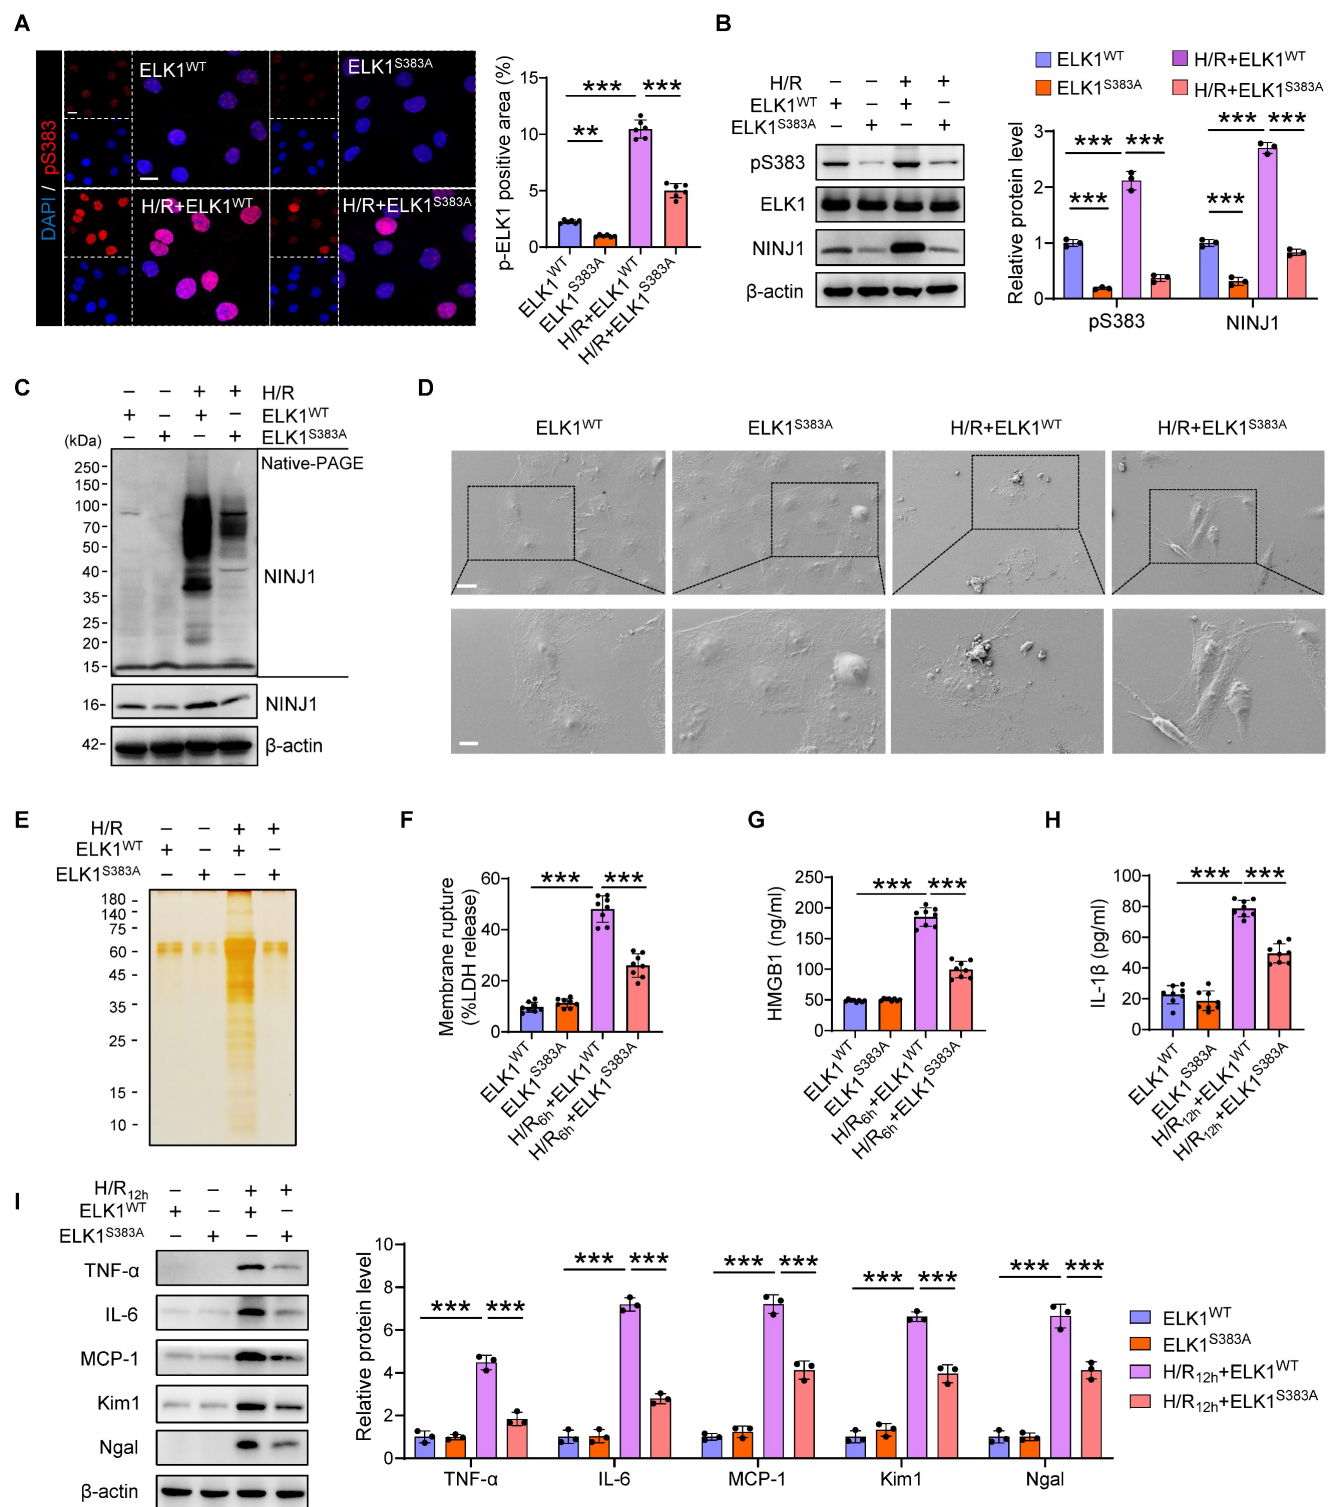 A
DAPI / pS383
ELK1WT
ELK1S383A
H/R+ELK1WT
H/R+ELK1S383A
p-ELK1 positive area (%)
15
10
5
0
***
***
**
ELK1WT
ELK1S383A
H/R+ELK1WT
H/R+ELK1S383A
B
H/R − − + +
ELK1WT + − + −
ELK1S383A − + − +
pS383
ELK1
NINJ1
β-actin
ELK1WT
ELK1S383A
H/R+ELK1WT
H/R+ELK1S383A
Relative protein level
3
2
1
0
*** ***
***
*** ***
***
pS383
NINJ1
C
− − + + H/R
+ − + − ELK1WT
− + − + ELK1S383A
(kDa)
Native-PAGE
250
150
100
70
50
40
35
25
20
15
NINJ1
16
NINJ1
42
β-actin
D
ELK1WT
ELK1S383A
H/R+ELK1WT
H/R+ELK1S383A
E
H/R − − + +
ELK1WT + − + −
ELK1S383A − + − +
180
140
75
60
45
35
25
15
10
F
Membrane rupture
(%LDH release)
60
40
20
0
*** ***
ELK1WT
ELK1S383A
H/R6h+ELK1WT
H/R6h+ELK1S383A
G
HMGB1 (ng/ml)
250
200
150
100
50
0
*** ***
ELK1WT
ELK1S383A
H/R6h+ELK1WT
H/R6h+ELK1S383A
H
IL-1β (pg/ml)
100
80
60
40
20
0
*** ***
ELK1WT
ELK1S383A
H/R12h+ELK1WT
H/R12h+ELK1S383A
I
H/R12h − − + +
ELK1WT + − + −
ELK1S383A − + − +
TNF-α
IL-6
MCP-1
Kim1
Ngal
β-actin
Relative protein level
10
8
6
4
2
0
*** ***
*** ***
*** ***
*** ***
*** ***
TNF-α
IL-6
MCP-1
Kim1
Ngal
ELK1WT
ELK1S383A
H/R12h+ELK1WT
H/R12h+ELK1S383A